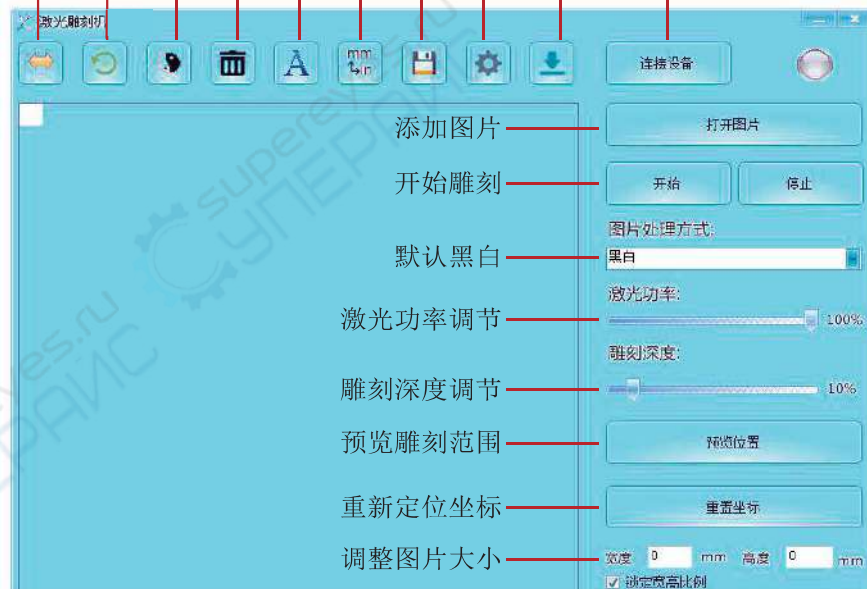 激光雕刻机
A
mm
in
连接设备
添加图片
打开图片
开始雕刻
开始
停止
图片处理方式:
默认黑白
黑白
激光功率:
激光功率调节
100%
雕刻深度:
雕刻深度调节
10%
预览雕刻范围
预览位置
重新定位坐标
重置坐标
调整图片大小
宽度 0 mm 高度 0 mm
锁定宽高比例
supereyes.ru
СУПЕРАЙС